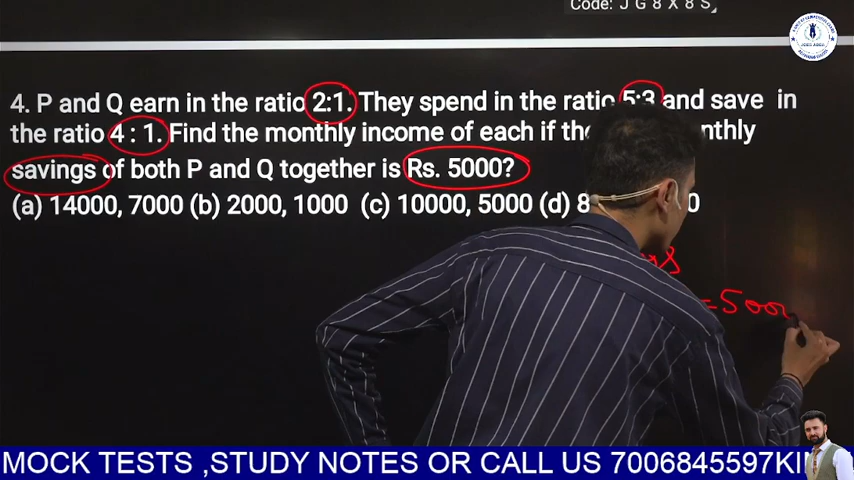 Code: J G 8 X 8 S
4. P and Q earn in the ratio 2:1. They spend in the ratio 5:3 and save in
the ratio 4 : 1. Find the monthly income of each if the monthly
savings of both P and Q together is Rs. 5000?
(a) 14000, 7000 (b) 2000, 1000 (c) 10000, 5000 (d) 8 0
=5000
MOCK TESTS ,STUDY NOTES OR CALL US 7006845597